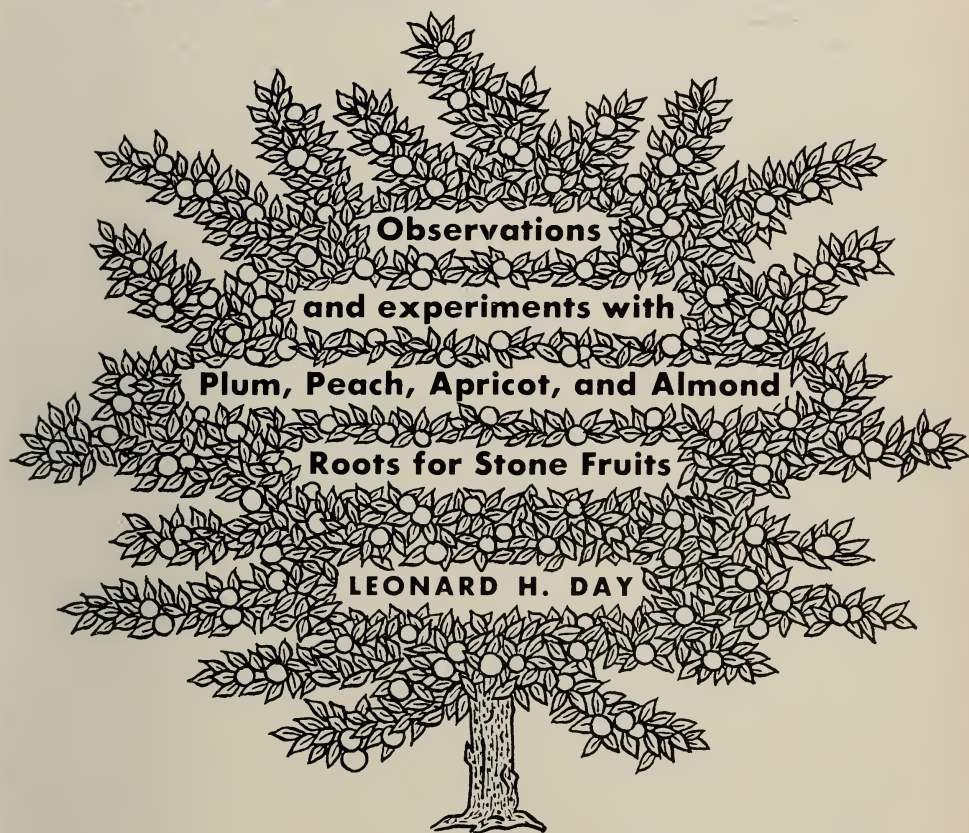 Observations
and experiments with
Plum, Peach, Apricot, and Almond
Roots for Stone Fruits
LEONARD H. DAY